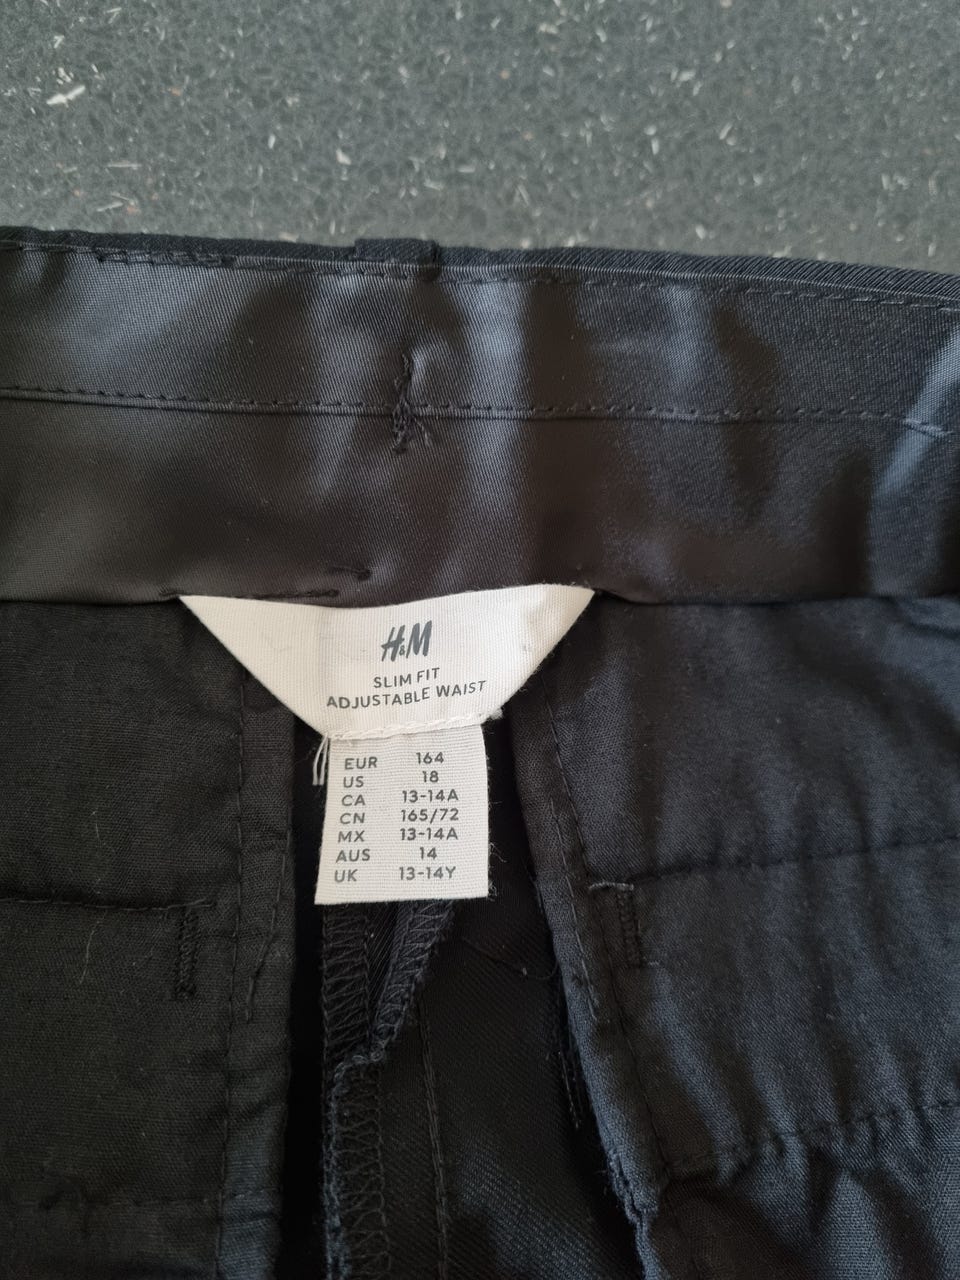 H&M
SLIM FIT
ADJUSTABLE WAIST
EUR 164
US 18
CA 13-14A
CN 165/72
MX 13-14A
AUS 14
UK 13-14Y